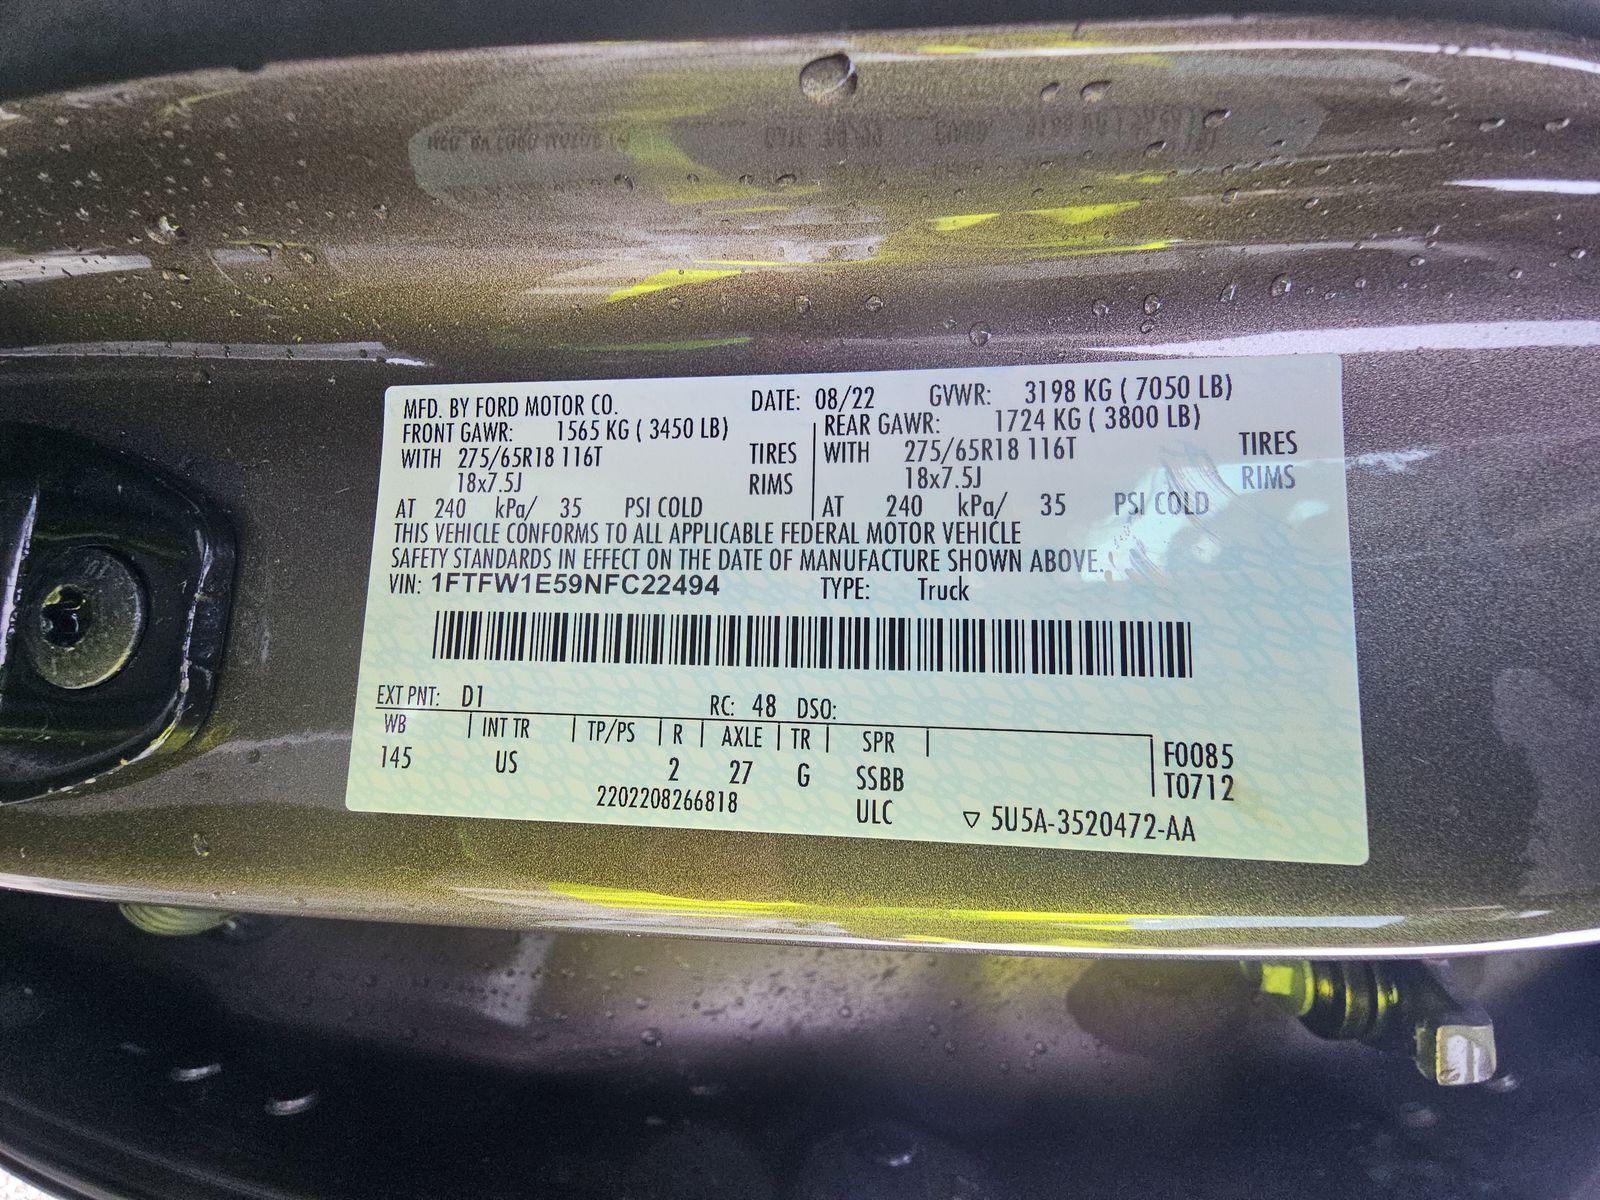 MFD. BY FORD MOTOR CO. DATE: 08/22 GVWR: 3198 KG ( 7050 LB)
FRONT GAWR: 1565 KG ( 3450 LB) REAR GAWR: 1724 KG ( 3800 LB)
WITH 275/65R18 116T TIRES WITH 275/65R18 116T TIRES
18x7.5J RIMS 18x7.5J RIMS
AT 240 kPa/ 35 PSI COLD AT 240 kPa/ 35 PSI COLD
THIS VEHICLE CONFORMS TO ALL APPLICABLE FEDERAL MOTOR VEHICLE
SAFETY STANDARDS IN EFFECT ON THE DATE OF MANUFACTURE SHOWN ABOVE.
VIN: 1FTFW1E59NFC22494 TYPE: Truck
EXT PNT: D1 RC: 48 DSO:
WB INT TR TP/PS R AXLE TR SPR F0085
145 US 2 27 G SSBB T0712
2202208266818 ULC ▽ 5U5A-3520472-AA